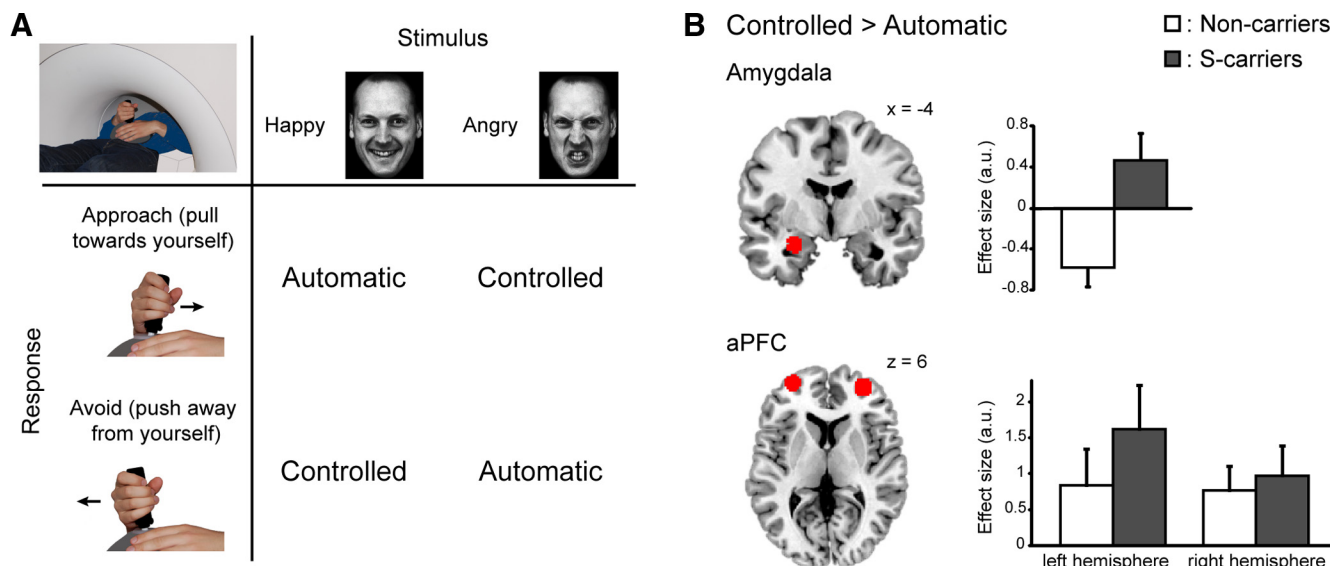 A
Stimulus
Happy
Angry
Response
Approach (pull
towards yourself)
Automatic
Controlled
Avoid (push away
from yourself)
Controlled
Automatic
B
Controlled > Automatic
: Non-carriers
: S-carriers
Amygdala
x = -4
Effect size (a.u.)
0.8
0.4
0
-0.4
-0.8
aPFC
z = 6
Effect size (a.u.)
2
1.5
1
0.5
0
left hemisphere
right hemisphere